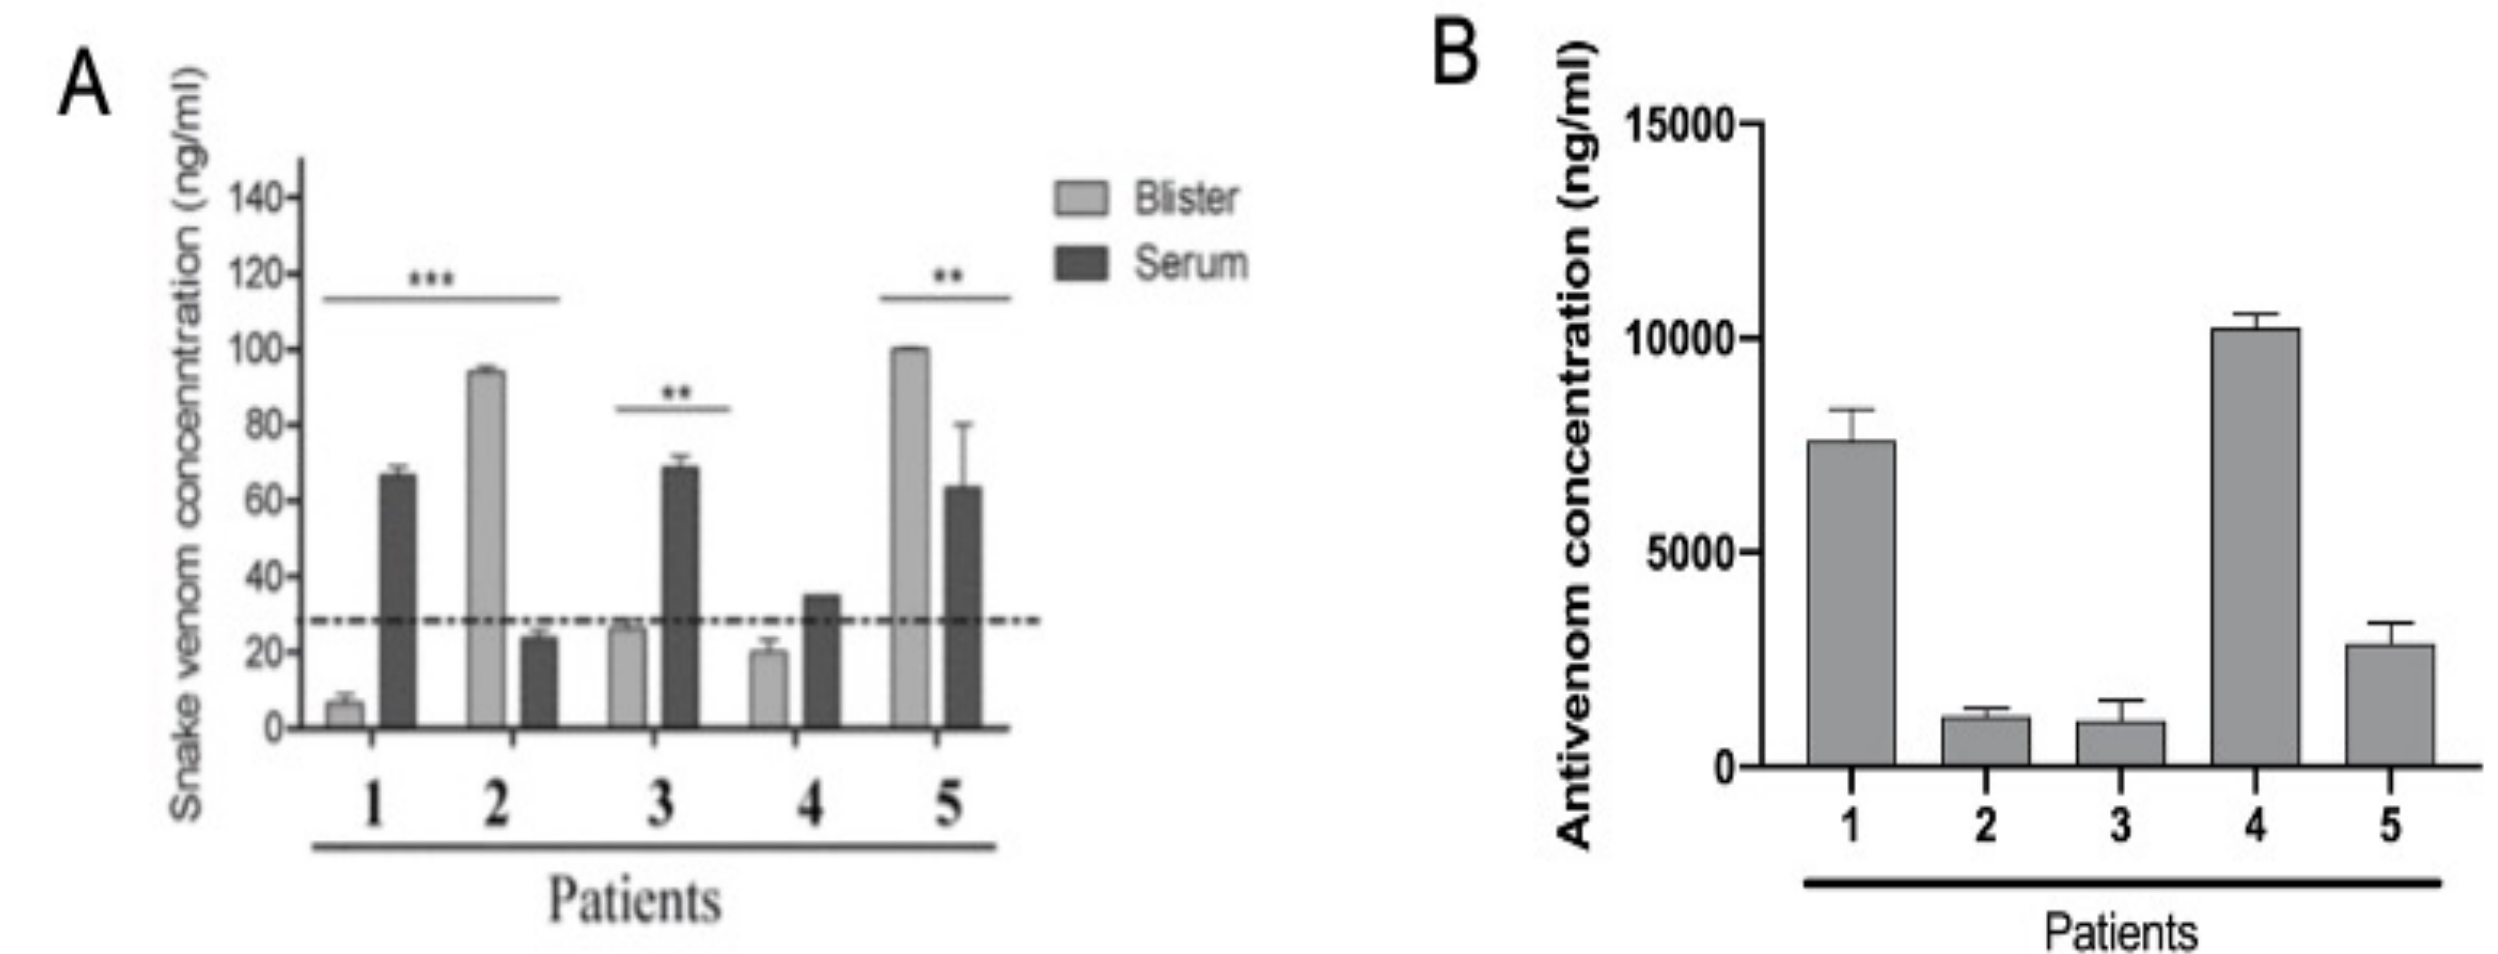 A
Snake venom concenntration (ng/ml)
140
120
100
80
60
40
20
0
***
**
**
Blister
Serum
1 2 3 4 5
Patients
B
Antivenom concentration (ng/ml)
15000
10000
5000
0
1 2 3 4 5
Patients